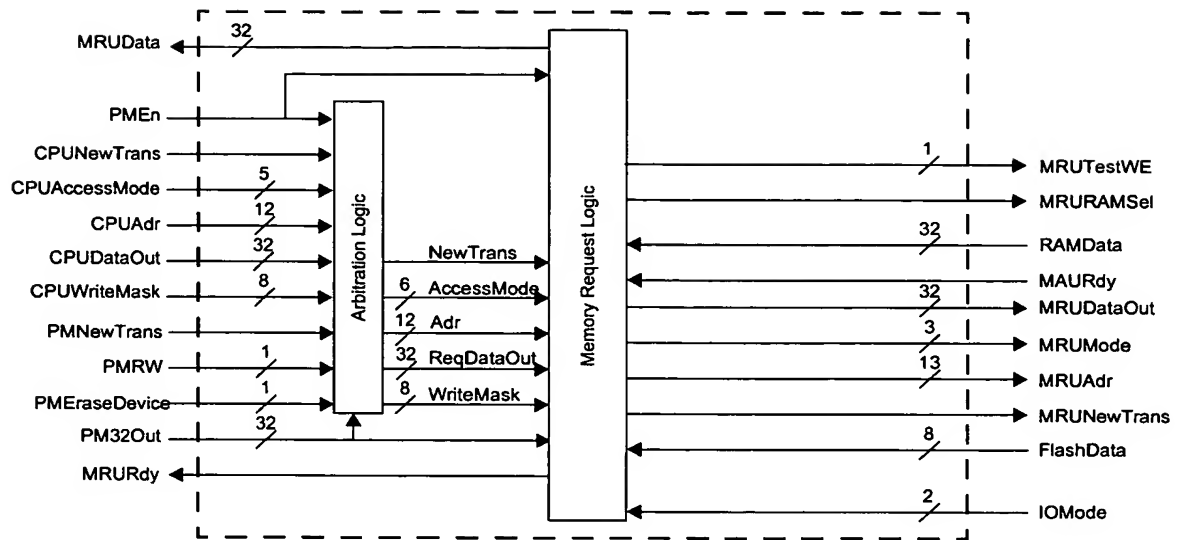 MRUData
32
PMEn
CPUNewTrans
CPUAccessMode
5
CPUAdr
12
CPUDataOut
32
CPUWriteMask
8
PMNewTrans
PMRW
1
PMEraseDevice
1
PM32Out
32
MRURdy
Arbitration Logic
NewTrans
6
AccessMode
12
Adr
32
ReqDataOut
8
WriteMask
Memory Request Logic
1
MRUTestWE
MRURAMSel
32
RAMData
MAURdy
32
MRUDataOut
3
MRUMode
13
MRUAdr
MRUNewTrans
8
FlashData
2
IOMode